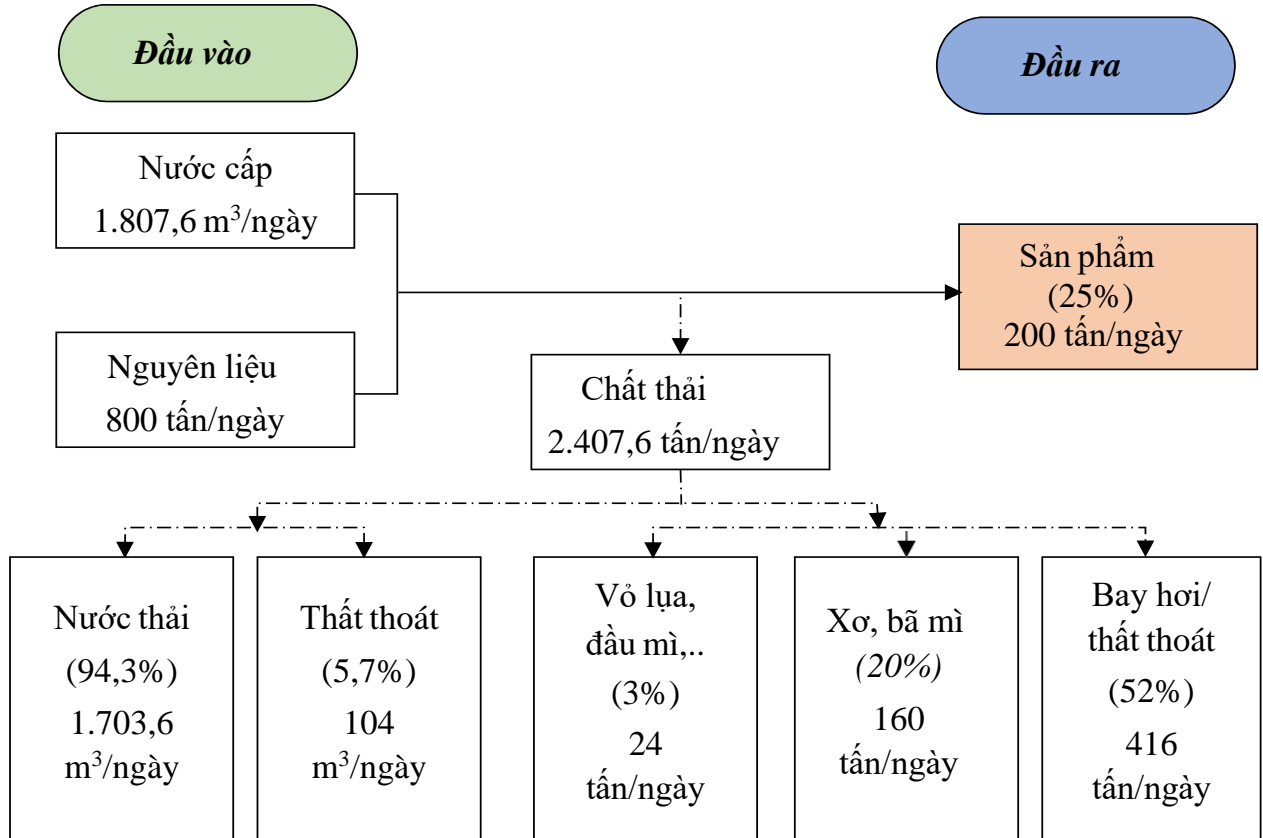 Đầu vào
Đầu ra
Nước cấp
1.807,6 m³/ngày
Sản phẩm
(25%)
200 tấn/ngày
Nguyên liệu
800 tấn/ngày
Chất thải
2.407,6 tấn/ngày
Nước thải
(94,3%)
1.703,6
m³/ngày
Thất thoát
(5,7%)
104
m³/ngày
Vỏ lụa,
đầu mì,..
(3%)
24
tấn/ngày
Xơ, bã mì
(20%)
160
tấn/ngày
Bay hơi/
thất thoát
(52%)
416
tấn/ngày